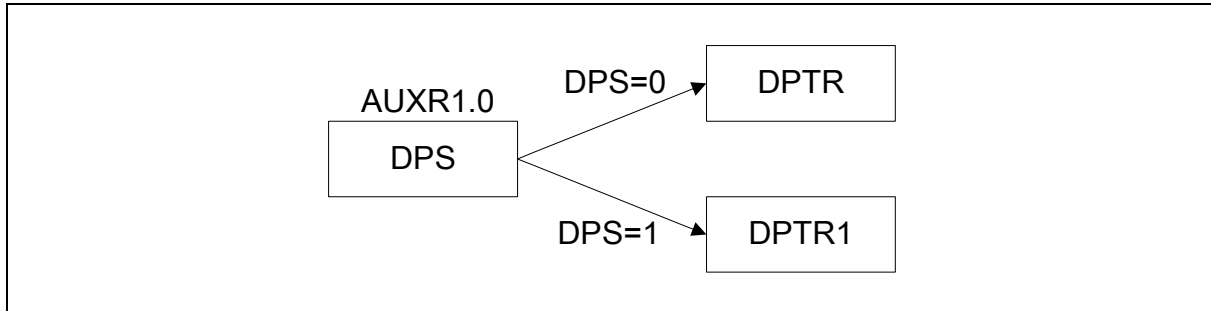 DPS=0
DPTR
AUXR1.0
DPS
DPS=1
DPTR1